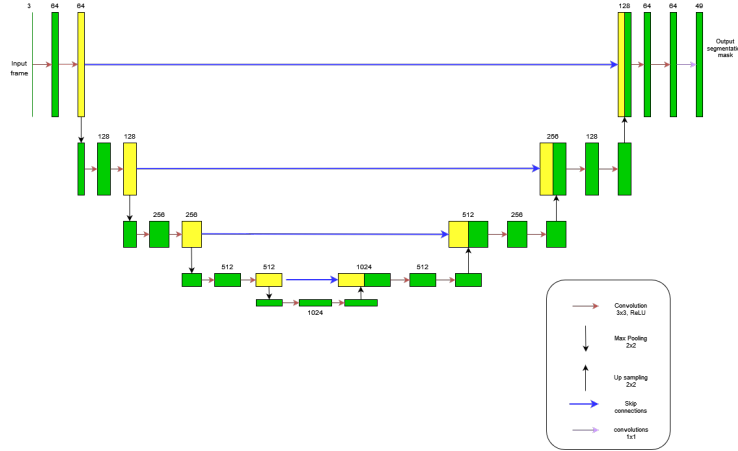 3 64 64
128 64 64 49
Input
frame
Output
segmentatio
mask
128 128
256 128
256 256
512 256
512 512
1024 512
1024
Convolution
3x3, ReLU
Max Pooling
2x2
Up sampling
2x2
Skip
connections
convolutions
1x1